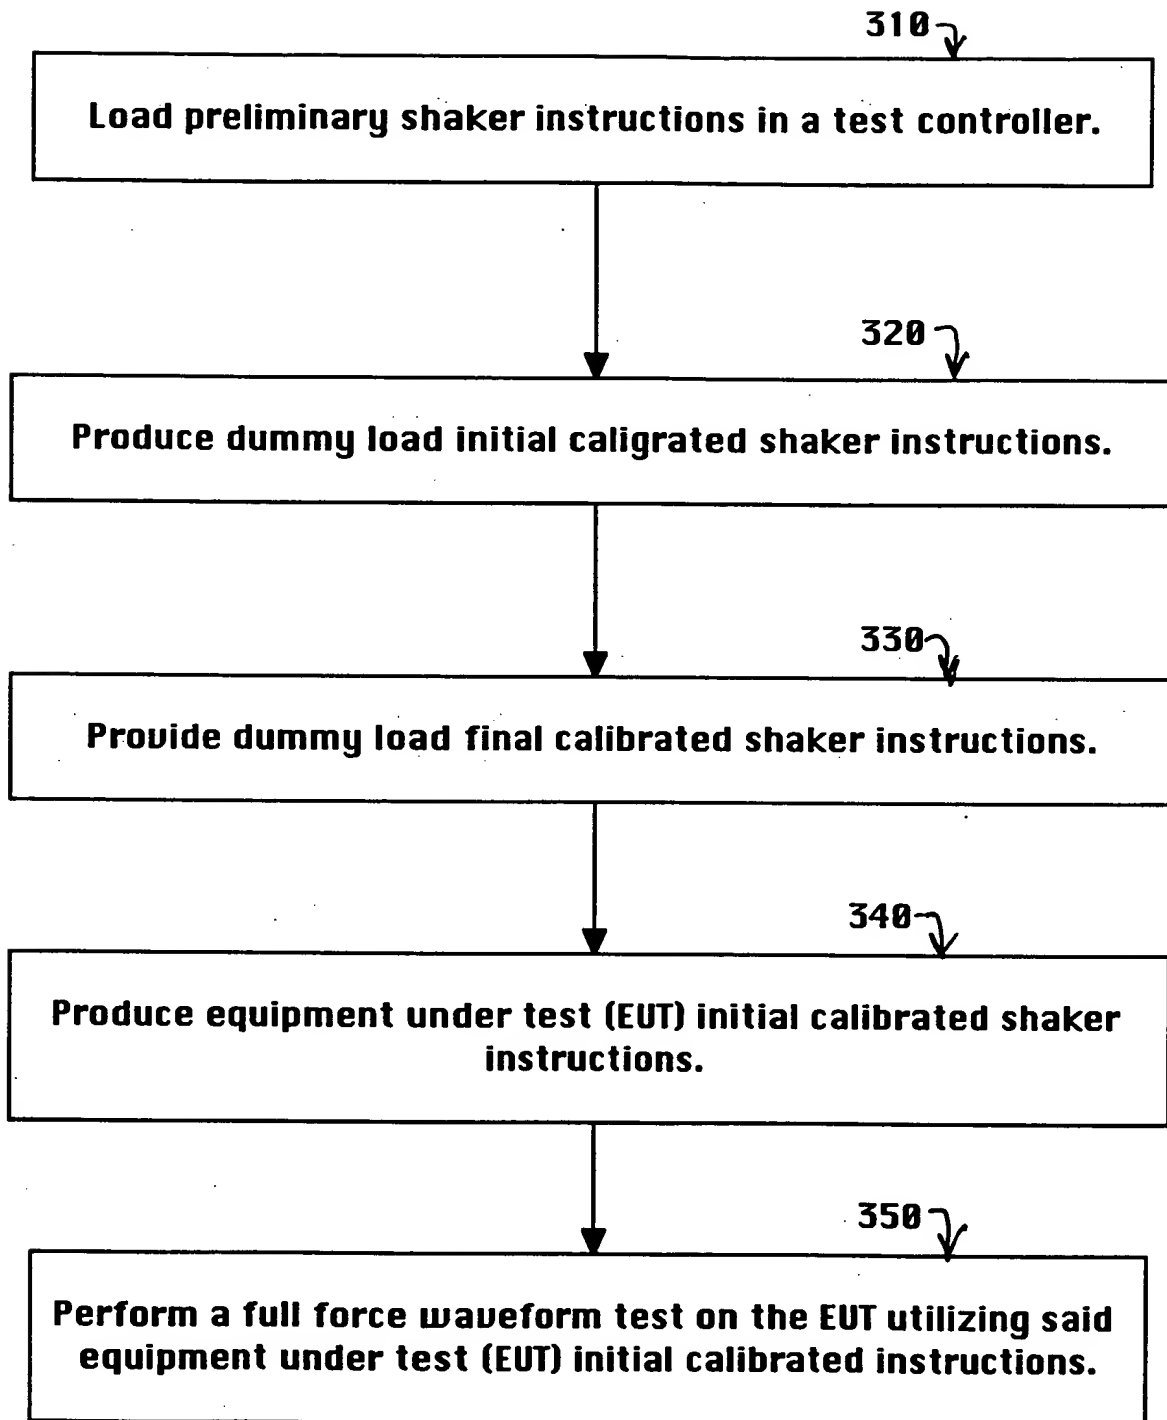 310
Load preliminary shaker instructions in a test controller.
320
Produce dummy load initial caligrated shaker instructions.
330
Provide dummy load final calibrated shaker instructions.
340
Produce equipment under test (EUT) initial calibrated shaker
instructions.
350
Perform a full force waveform test on the EUT utilizing said
equipment under test (EUT) initial calibrated instructions.